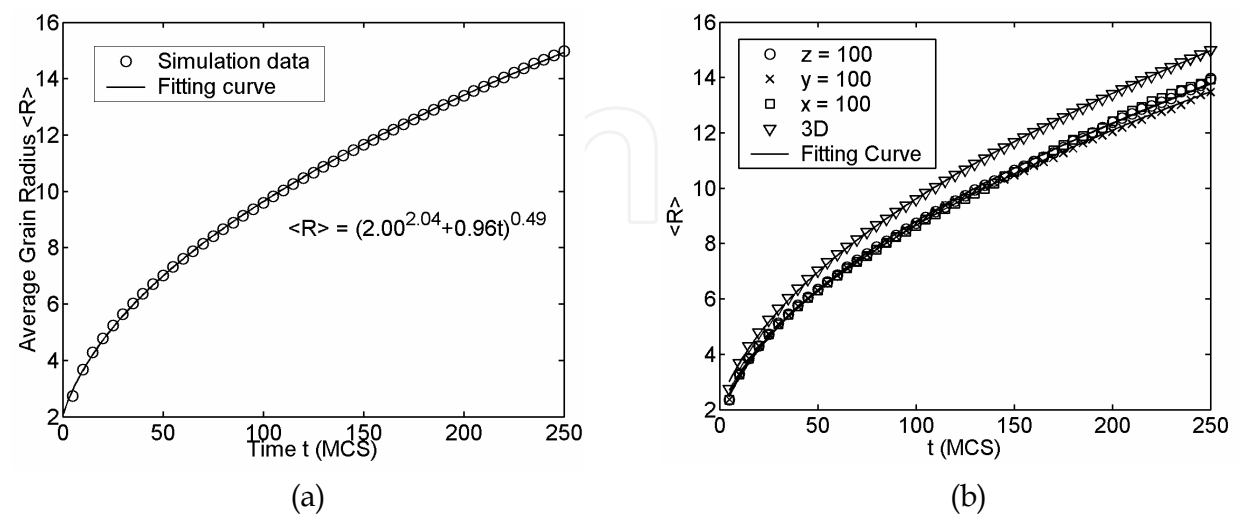 16
14
12
10
8
6
4
2
Average Grain Radius <R>
Simulation data
Fitting curve
<R> = (2.00^2.04+0.96t)^0.49
0 50 100 150 200 250
Time t (MCS)
(a)
16
14
12
10
8
6
4
2
<R>
z = 100
y = 100
x = 100
3D
Fitting Curve
0 50 100 150 200 250
t (MCS)
(b)